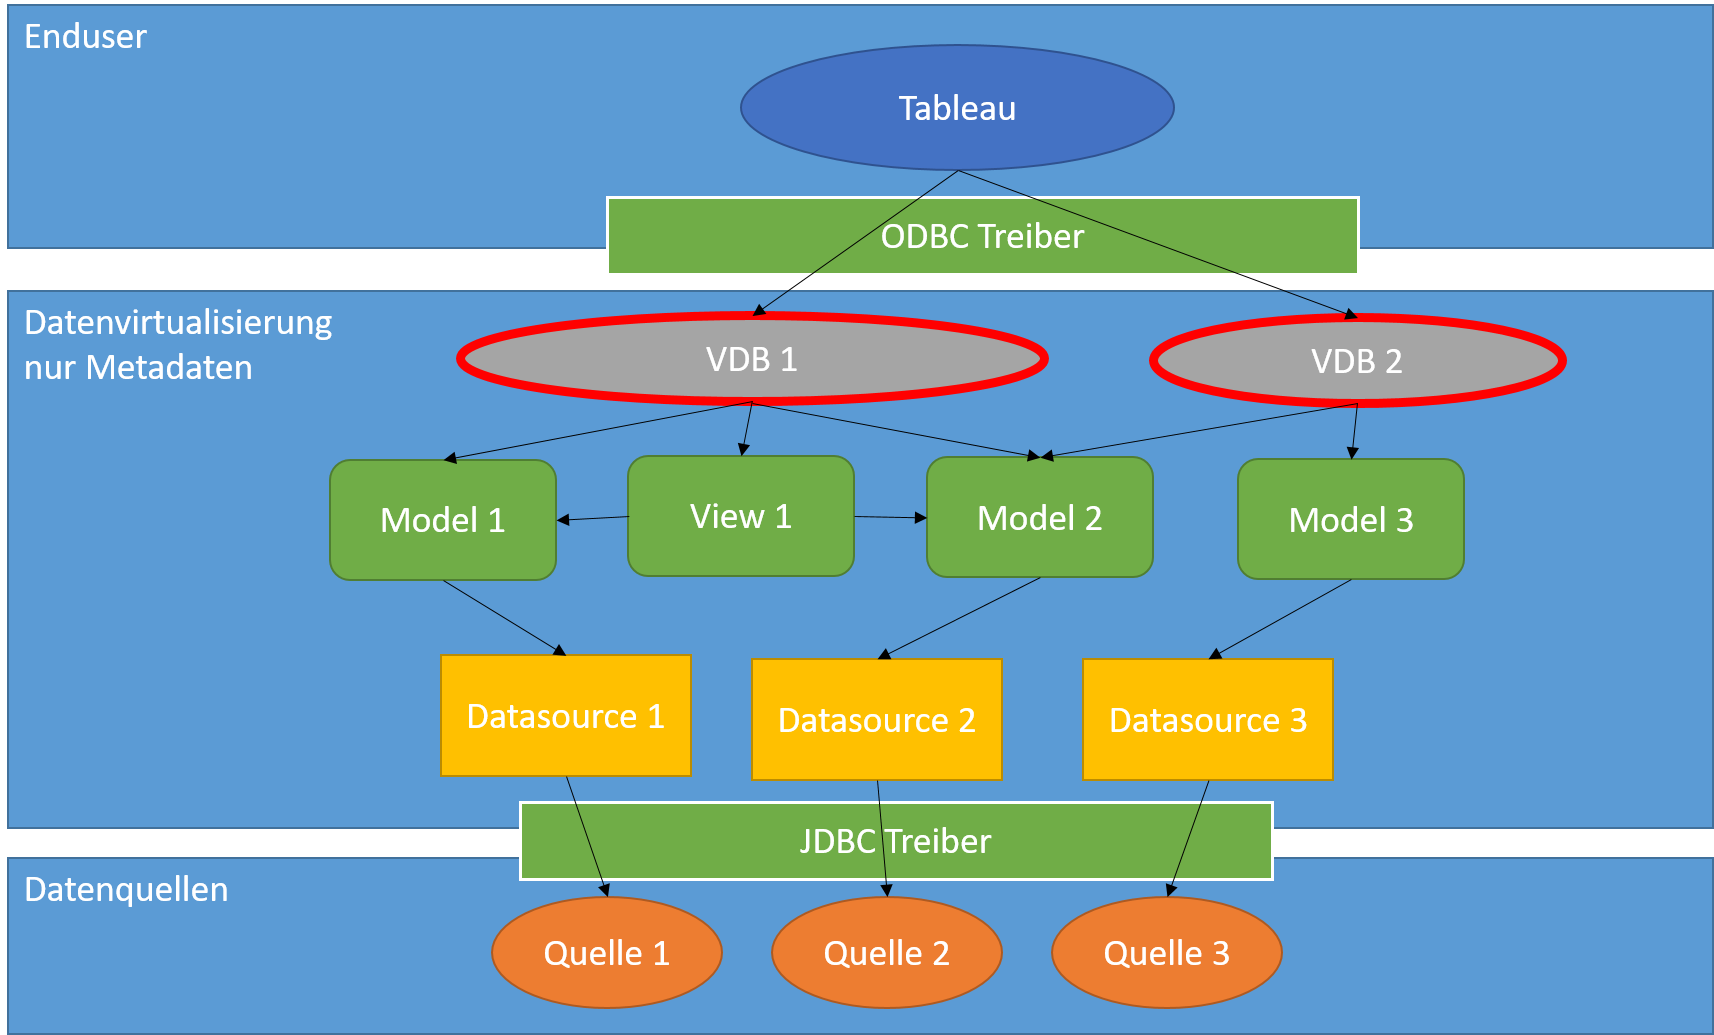 Enduser
Tableau
ODBC Treiber
Datenvirtualisierung
nur Metadaten
VDB 1
VDB 2
Model 1
View 1
Model 2
Model 3
Datasource 1
Datasource 2
Datasource 3
JDBC Treiber
Datenquellen
Quelle 1
Quelle 2
Quelle 3